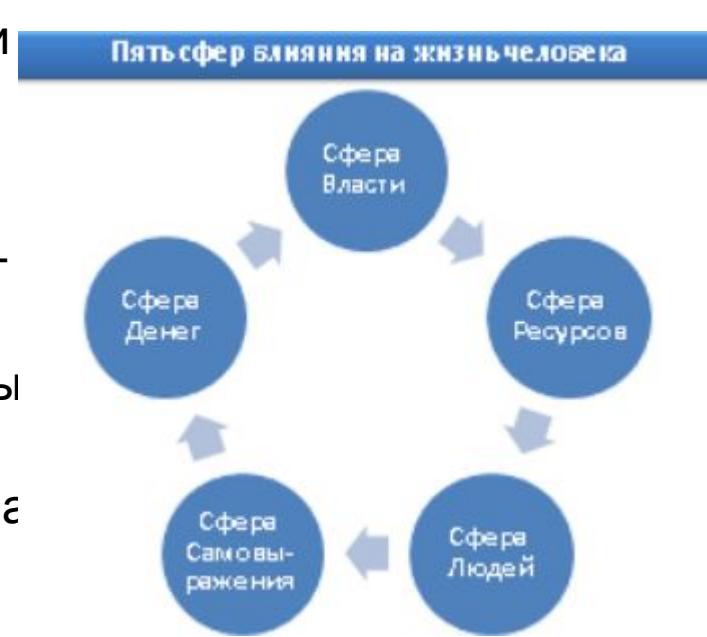 и
Пять сфер влияния на жизнь человека
Сфера
Власти
Сфера
Ресурсов
Сфера
Людей
Сфера
Самовы-
ражения
Сфера
Денег
-
ы
а